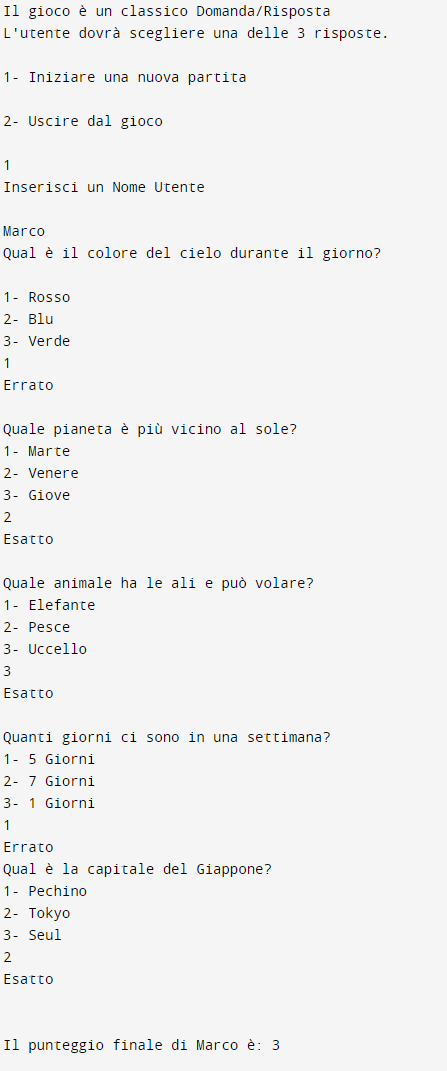 Il gioco è un classico Domanda/Risposta
L'utente dovrà scegliere una delle 3 risposte.
1- Iniziare una nuova partita
2- Uscire dal gioco
1
Inserisci un Nome Utente
Marco
Qual è il colore del cielo durante il giorno?
1- Rosso
2- Blu
3- Verde
1
Errato
Quale pianeta è più vicino al sole?
1- Marte
2- Venere
3- Giove
2
Esatto
Quale animale ha le ali e può volare?
1- Elefante
2- Pesce
3- Uccello
3
Esatto
Quanti giorni ci sono in una settimana?
1- 5 Giorni
2- 7 Giorni
3- 1 Giorni
1
Errato
Qual è la capitale del Giappone?
1- Pechino
2- Tokyo
3- Seul
2
Esatto
Il punteggio finale di Marco è: 3